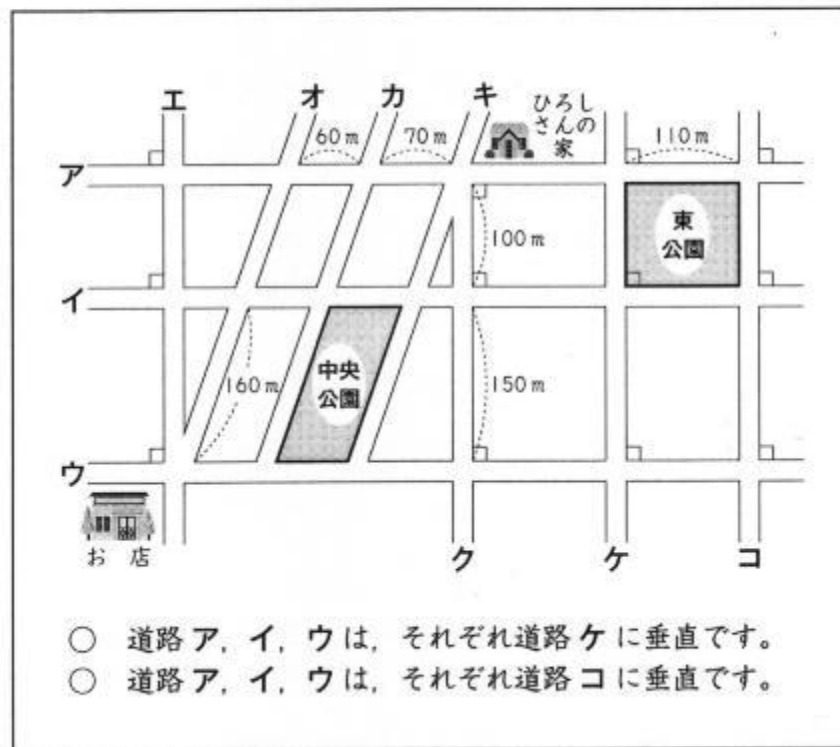 エ オ カ キ
ひろしさんの家
60m 70m 110m
ア
100m
東公園
イ
中央公園
160m 150m
ウ
お店
ク ケ コ
○ 道路ア，イ，ウは，それぞれ道路ケに垂直です。
○ 道路ア，イ，ウは，それぞれ道路コに垂直です。